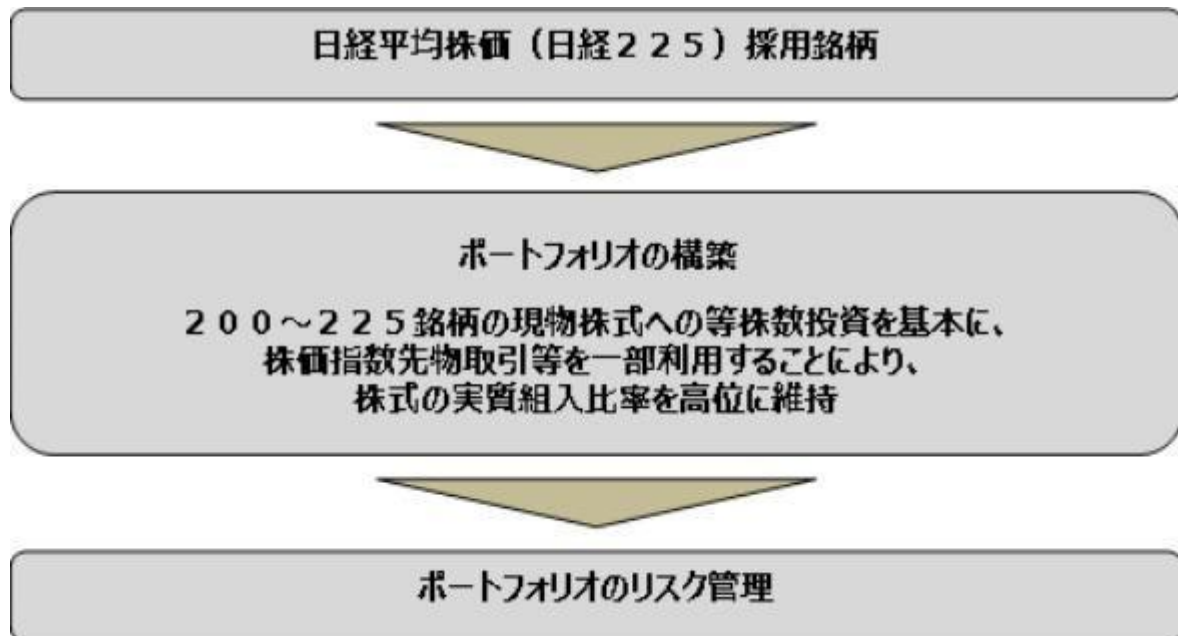 日経平均株価（日経２２５）採用銘柄
ポートフォリオの構築
２００～２２５銘柄の現物株式への等株数投資を基本に、
株価指数先物取引等を一部利用することにより、
株式の実質組入比率を高位に維持
ポートフォリオのリスク管理